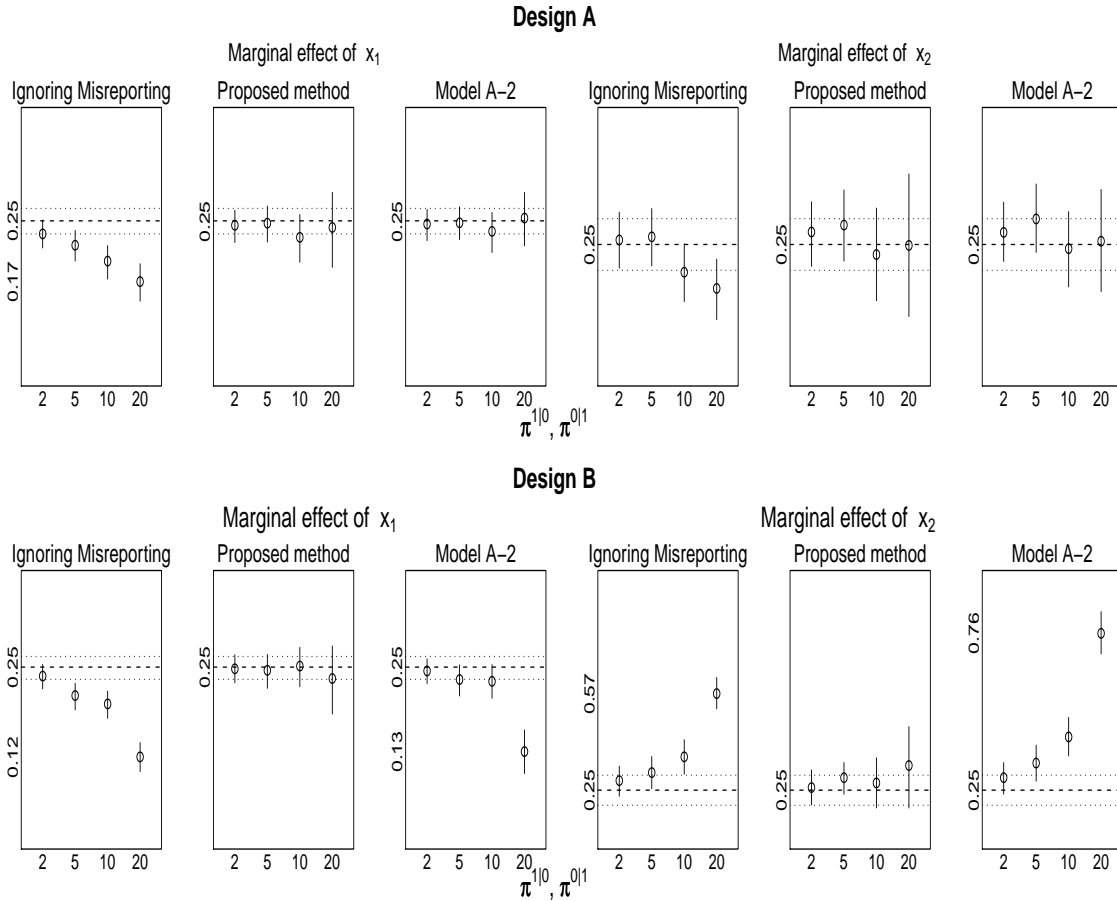 Design A
Marginal effect of x₁
Marginal effect of x₂
Ignoring Misreporting
Proposed method
Model A−2
Ignoring Misreporting
Proposed method
Model A−2
0.25
0.17
0.25
0.25
0.25
0.25
0.25
2 5 10 20
2 5 10 20
2 5 10 20
2 5 10 20
2 5 10 20
2 5 10 20
π^{1|0}, π^{0|1}
Design B
Marginal effect of x₁
Marginal effect of x₂
Ignoring Misreporting
Proposed method
Model A−2
Ignoring Misreporting
Proposed method
Model A−2
0.25
0.12
0.25
0.25
0.13
0.57
0.25
0.25
0.76
0.25
2 5 10 20
2 5 10 20
2 5 10 20
2 5 10 20
2 5 10 20
2 5 10 20
π^{1|0}, π^{0|1}